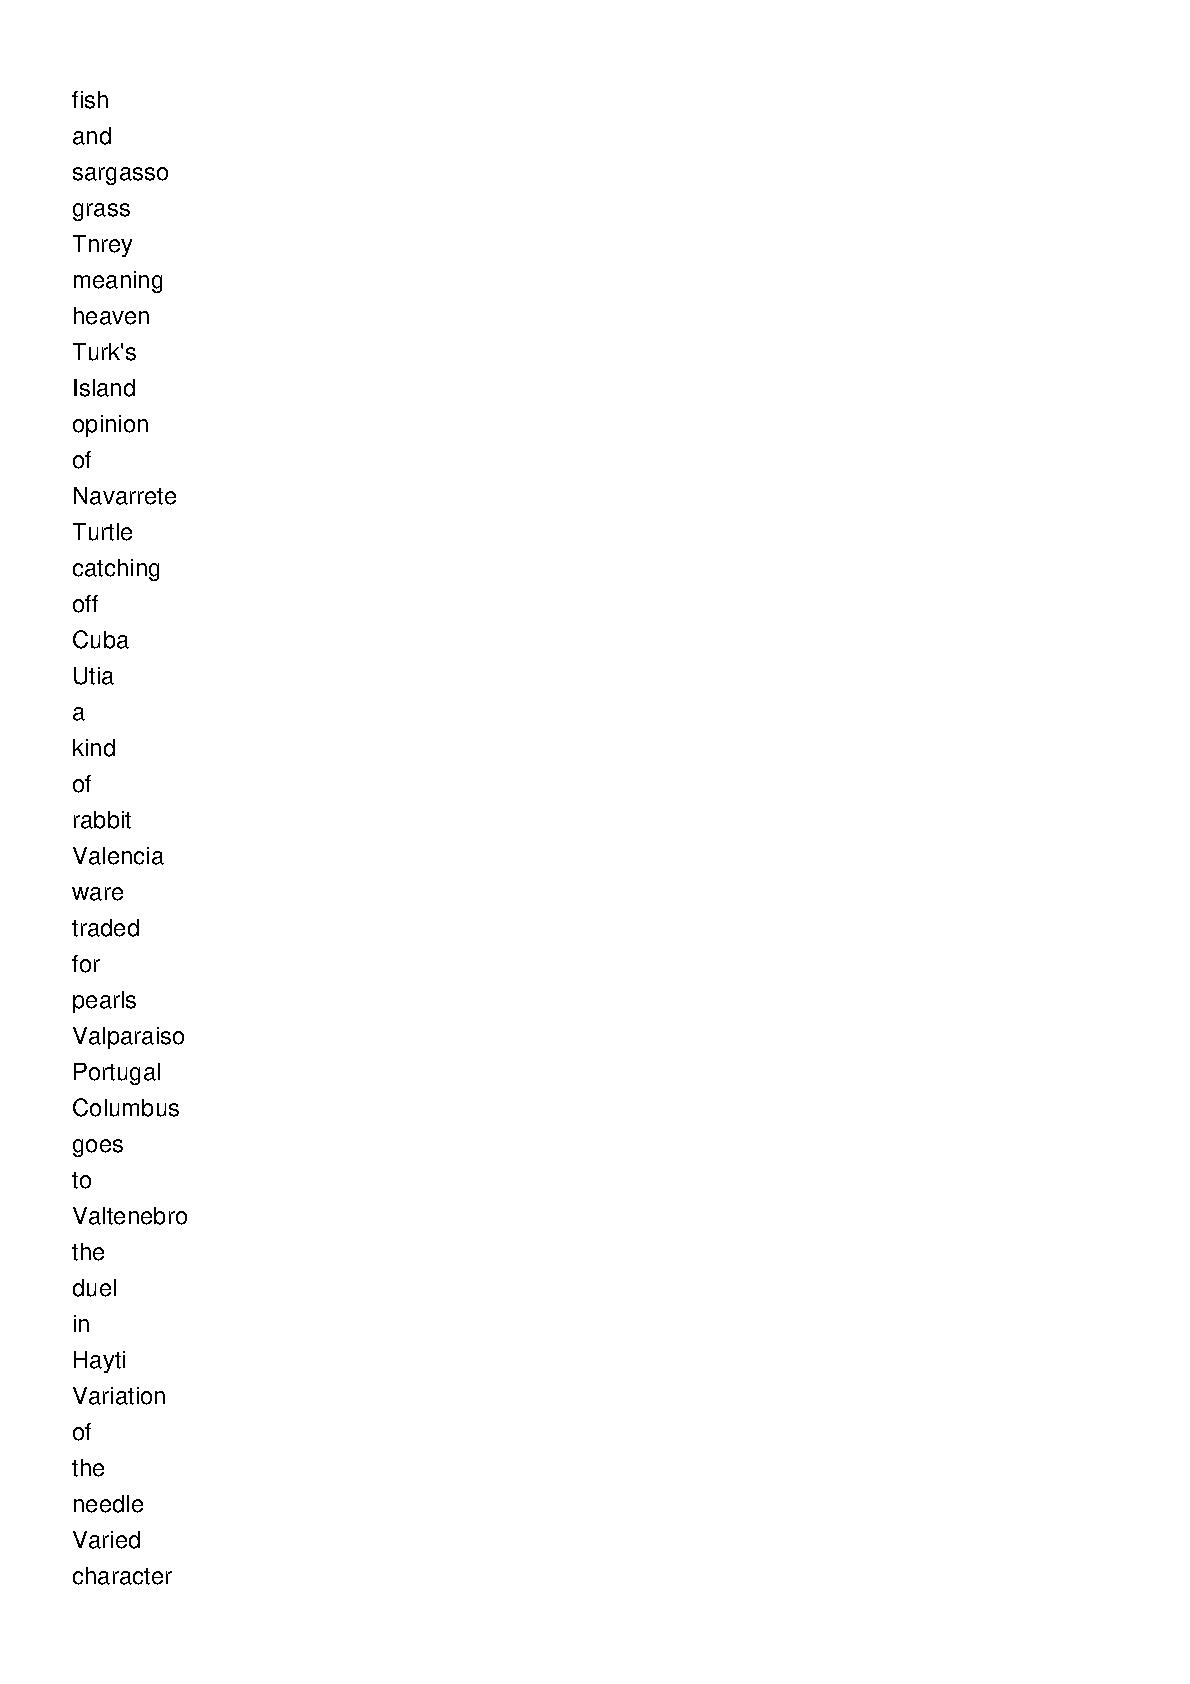 fish
and
sargasso
grass
Tnrey
meaning
heaven
Turk's
Island
opinion
of
Navarrete
Turtle
catching
off
Cuba
Utia
a
kind
of
rabbit
Valencia
ware
traded
for
pearls
Valparaiso
Portugal
Columbus
goes
to
Valtenebro
the
duel
in
Hayti
Variation
of
the
needle
Varied
character